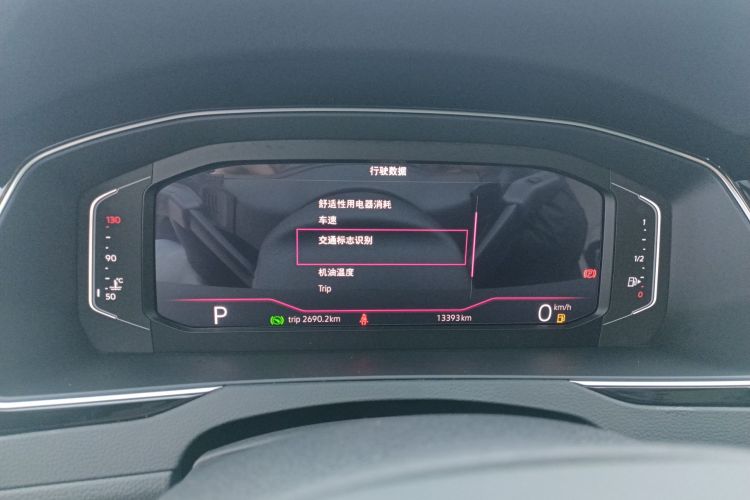 行驶数据
舒适性用电器消耗
车速
交通标志识别
机油温度
Trip
130
90
°C
50
1
1/2
0
P
trip 2690.2km
13393km
0 km/h